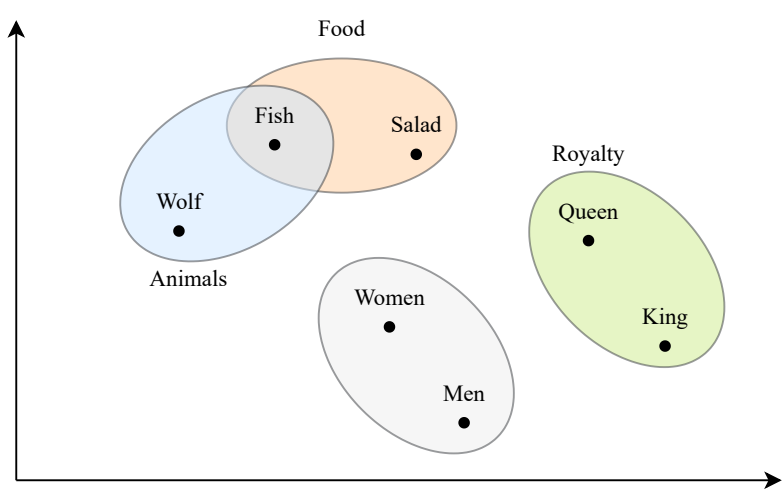 Food
Fish
Salad
Royalty
Wolf
Queen
Animals
Women
King
Men